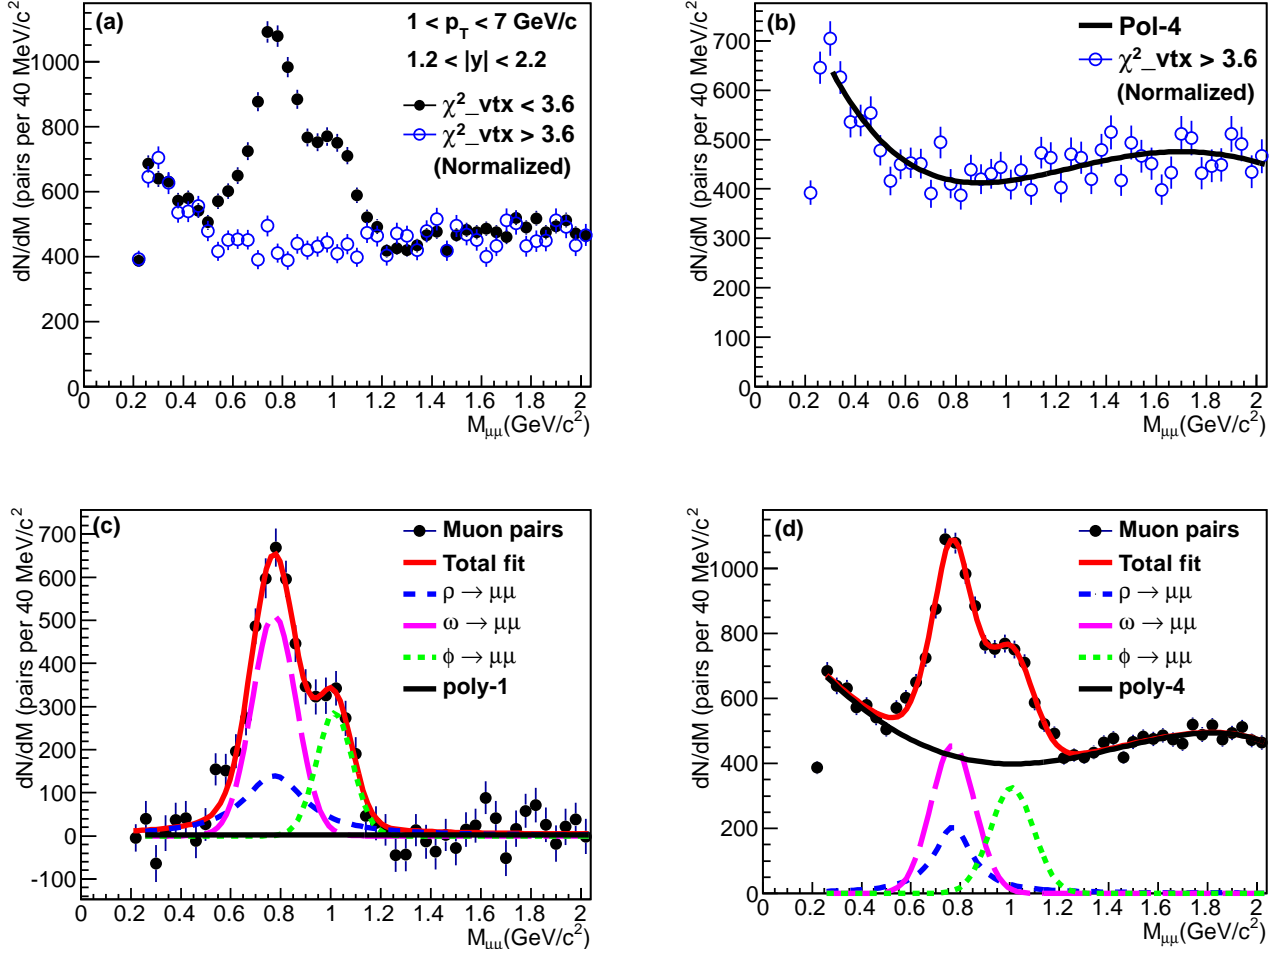 (a)
1 < p_T < 7 GeV/c
1.2 < |y| < 2.2
χ²_vtx < 3.6
χ²_vtx > 3.6
(Normalized)
dN/dM (pairs per 40 MeV/c²
1000
800
600
400
200
0
0 0.2 0.4 0.6 0.8 1 1.2 1.4 1.6 1.8 2
M_μμ(GeV/c²)
(b)
Pol-4
χ²_vtx > 3.6
(Normalized)
dN/dM (pairs per 40 MeV/c²
700
600
500
400
300
200
100
0
0 0.2 0.4 0.6 0.8 1 1.2 1.4 1.6 1.8 2
M_μμ(GeV/c²)
(c)
Muon pairs
Total fit
ρ → μμ
ω → μμ
ϕ → μμ
poly-1
dN/dM (pairs per 40 MeV/c²
700
600
500
400
300
200
100
0
-100
0 0.2 0.4 0.6 0.8 1 1.2 1.4 1.6 1.8 2
M_μμ(GeV/c²)
(d)
Muon pairs
Total fit
ρ → μμ
ω → μμ
ϕ → μμ
poly-4
dN/dM (pairs per 40 MeV/c²
1000
800
600
400
200
0
0 0.2 0.4 0.6 0.8 1 1.2 1.4 1.6 1.8 2
M_μμ(GeV/c²)